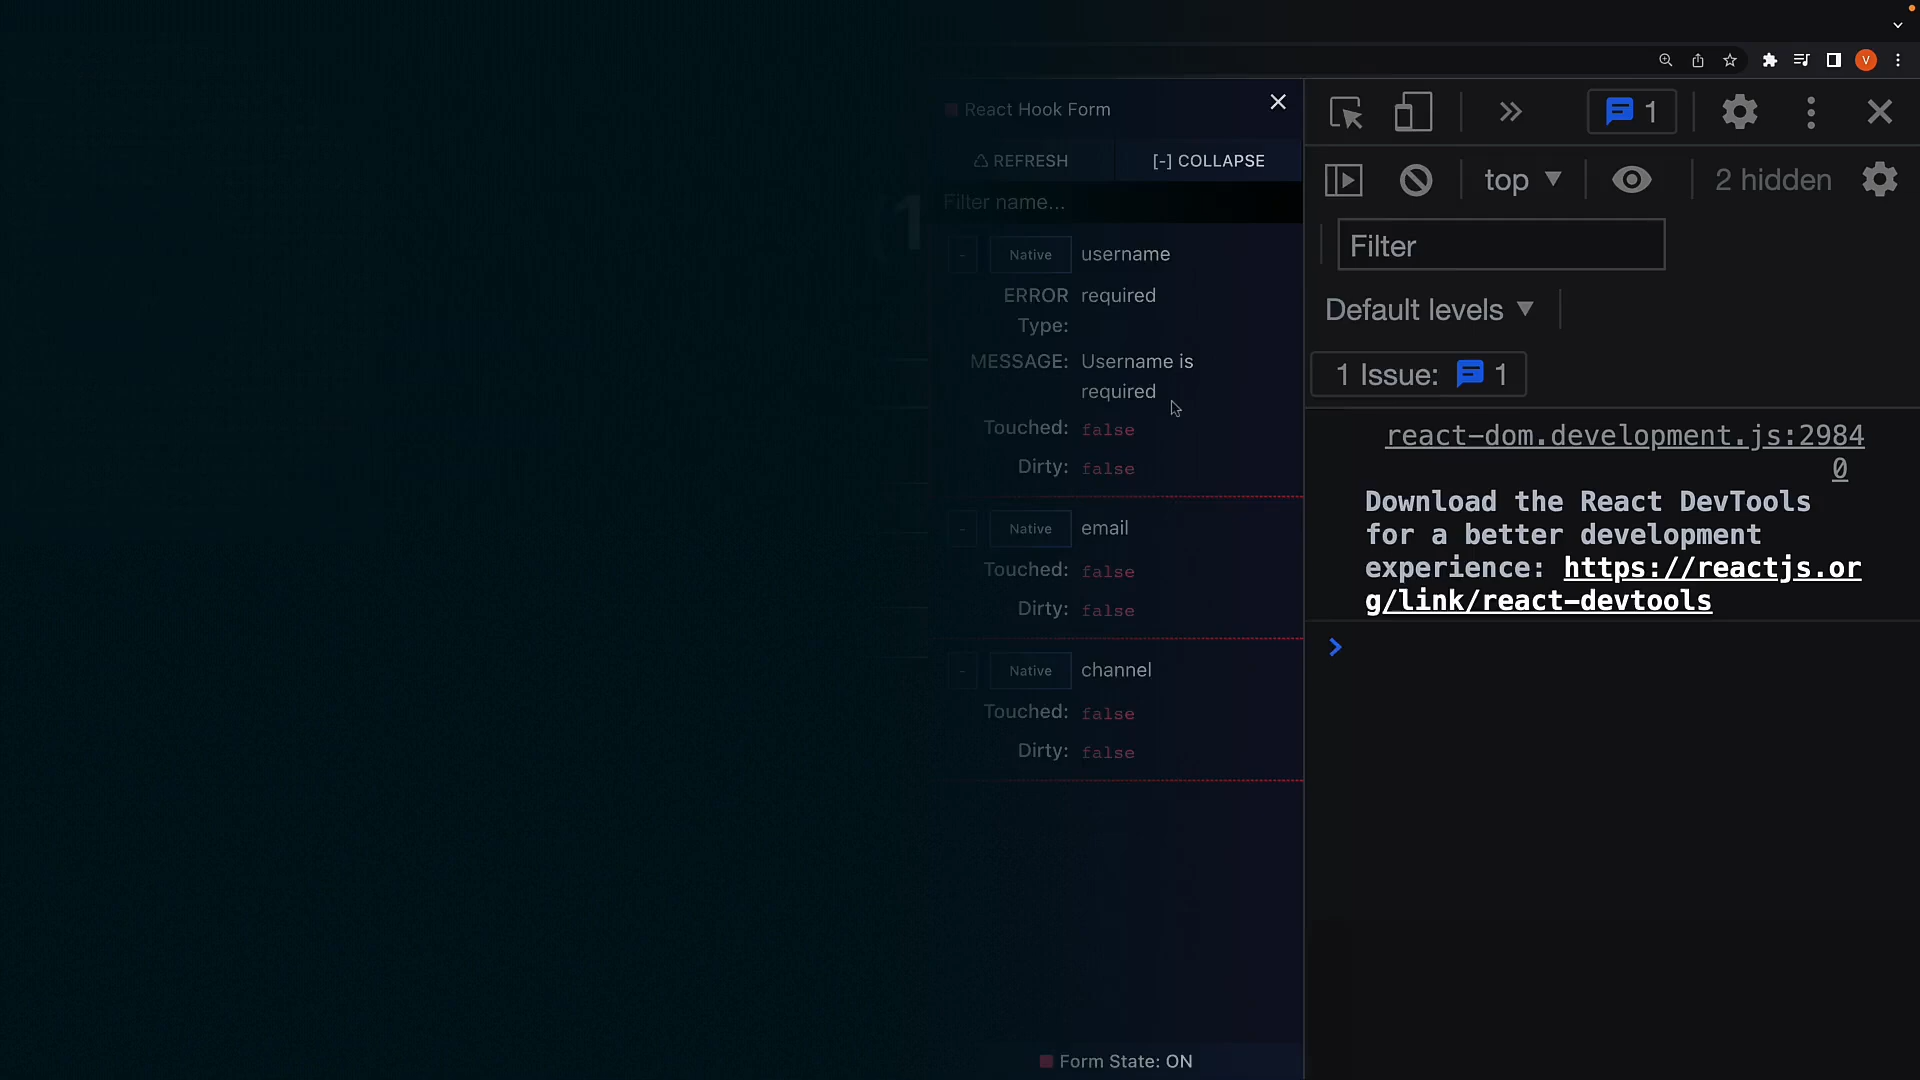 V
React Hook Form
REFRESH
[-] COLLAPSE
Filter name...
- Native username
ERROR Type: required
MESSAGE: Username is
required
Touched: false
Dirty: false
- Native email
Touched: false
Dirty: false
- Native channel
Touched: false
Dirty: false
Form State: ON
1
top
2 hidden
Filter
Default levels
1 Issue: 1
react-dom.development.js:2984
0
Download the React DevTools
for a better development
experience: https://reactjs.or
g/link/react-devtools